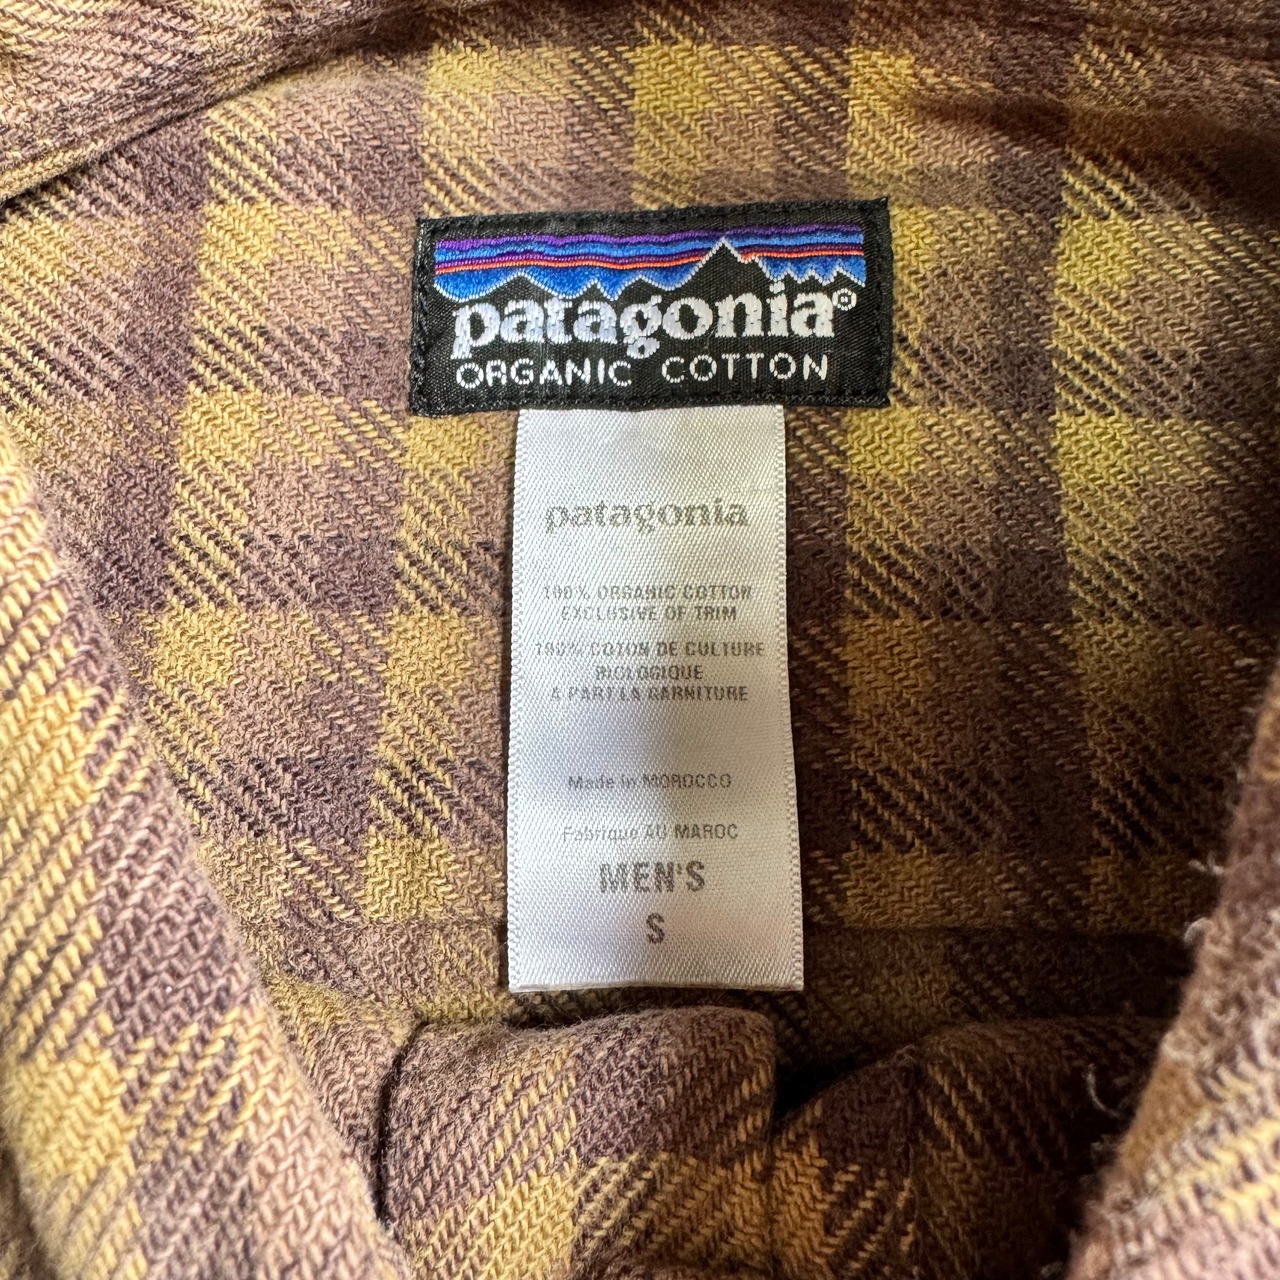 patagonia®
ORGANIC COTTON
patagonia
100% ORGANIC COTTON
EXCLUSIVE OF TRIM
100% COTON DE CULTURE
BIOLOGIQUE
A PART LA GARNITURE
Made in MOROCCO
Fabrique AU MAROC
MEN'S
S